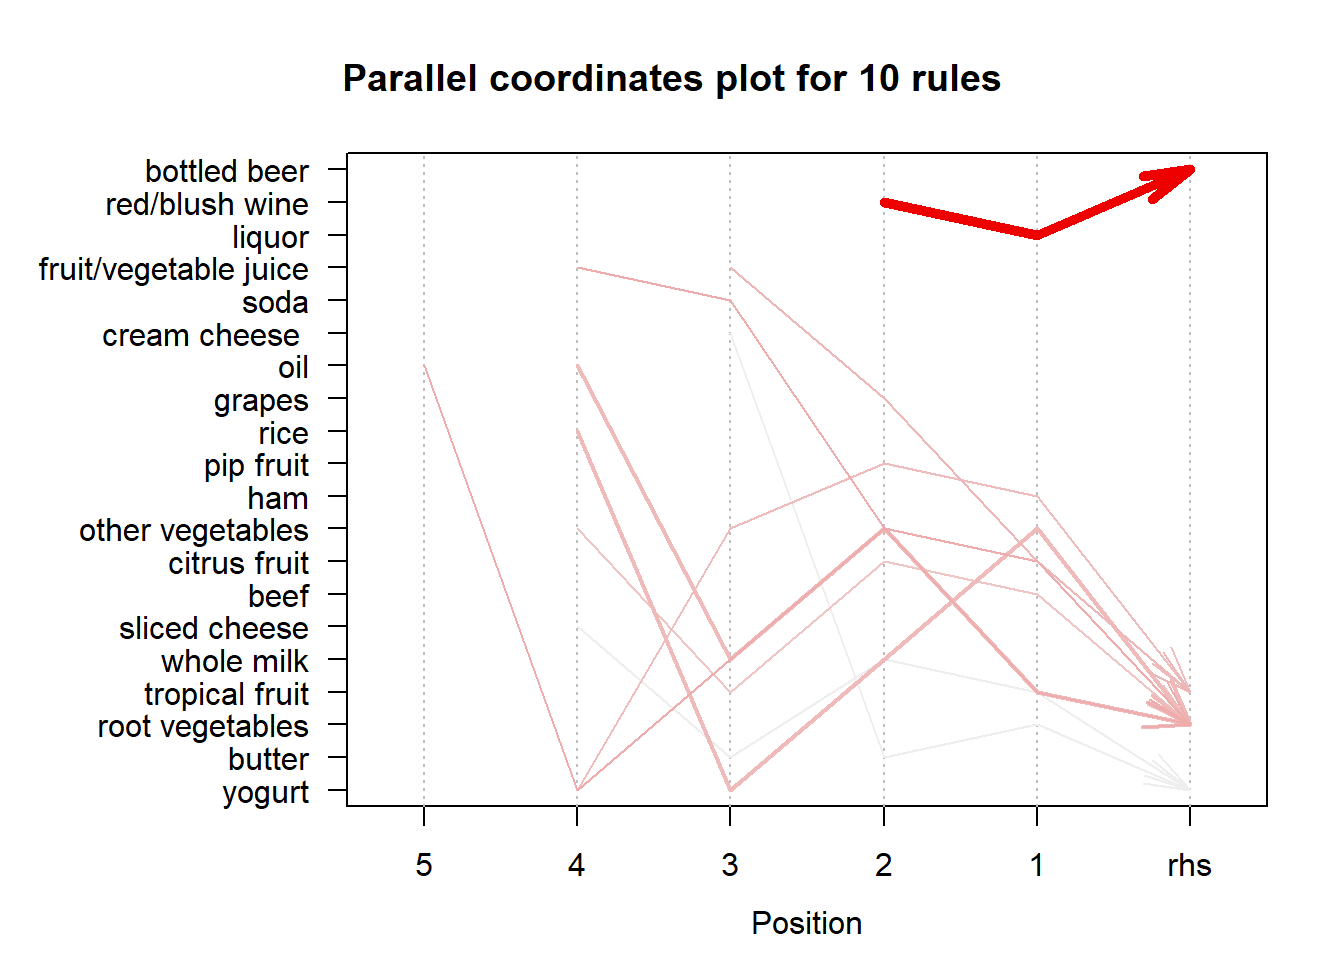 Parallel coordinates plot for 10 rules
bottled beer
red/blush wine
liquor
fruit/vegetable juice
soda
cream cheese
oil
grapes
rice
pip fruit
ham
other vegetables
citrus fruit
beef
sliced cheese
whole milk
tropical fruit
root vegetables
butter
yogurt
5 4 3 2 1 rhs
Position